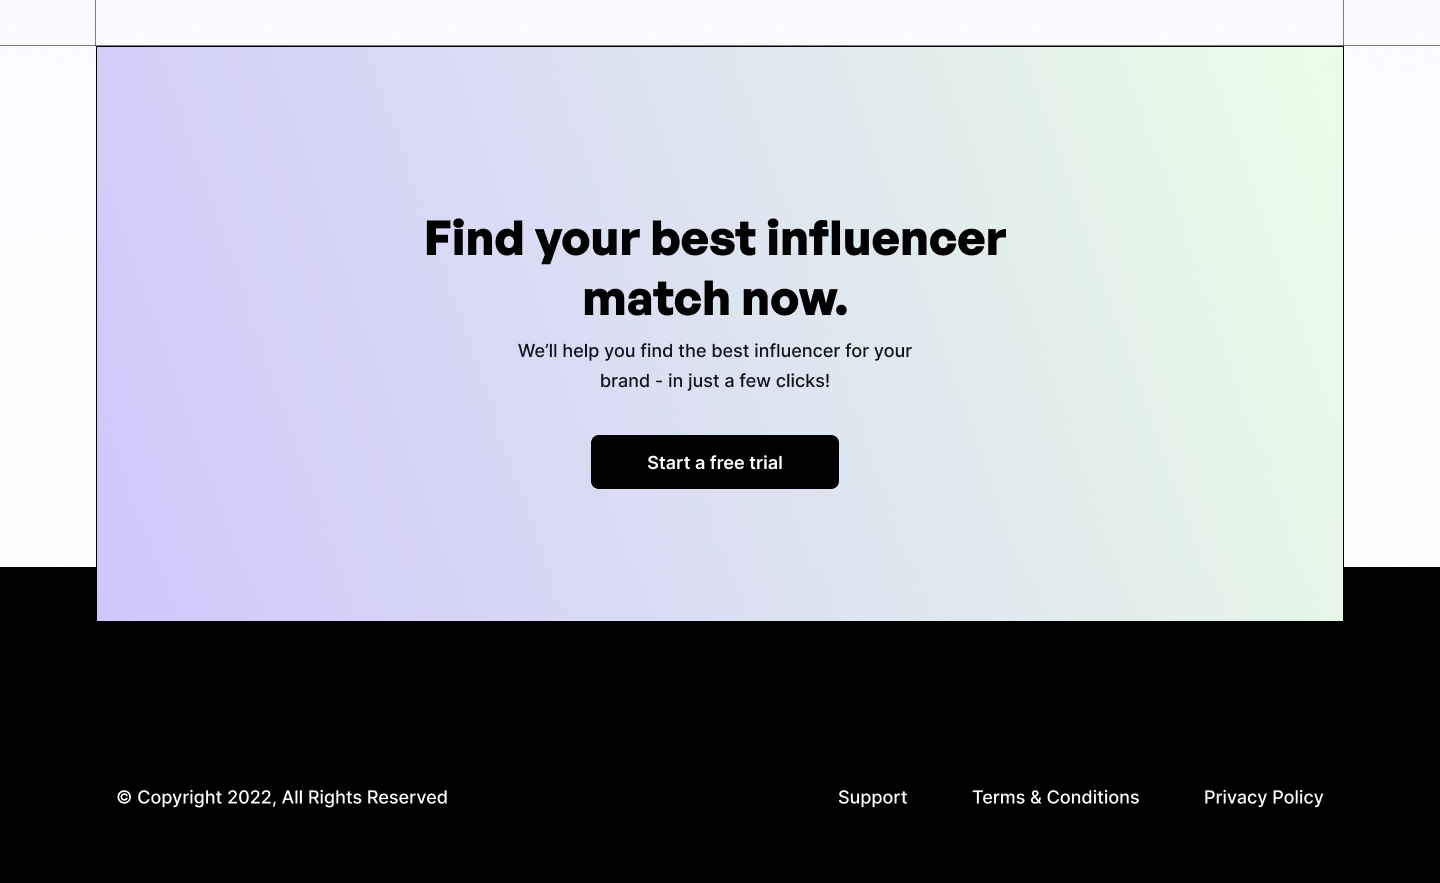 Find your best influencer
match now.
We’ll help you find the best influencer for your
brand - in just a few clicks!
Start a free trial
© Copyright 2022, All Rights Reserved
Support
Terms & Conditions
Privacy Policy